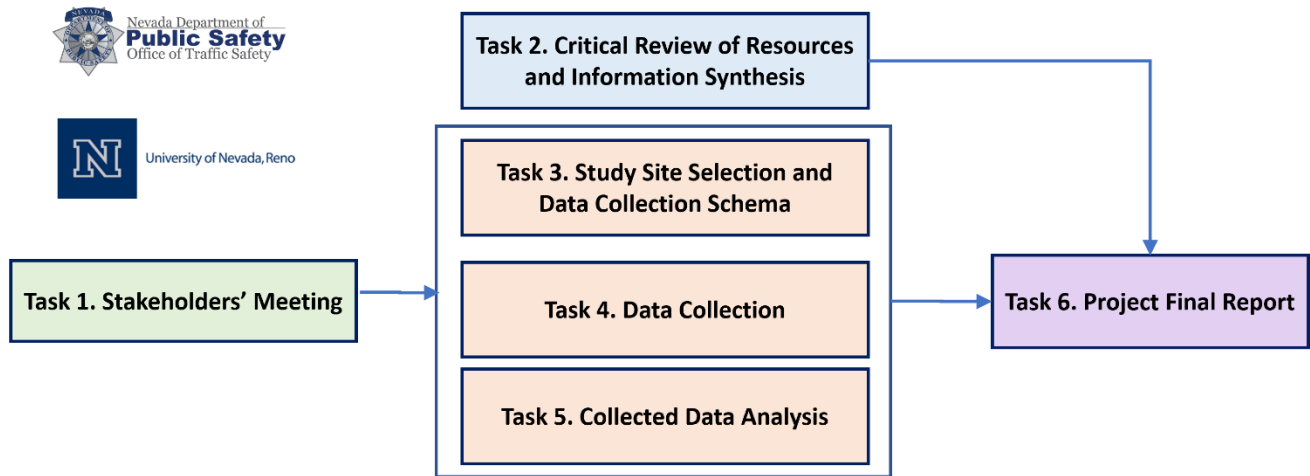 Nevada Department of
Public Safety
Office of Traffic Safety
N
University of Nevada, Reno
Task 1. Stakeholders’ Meeting
Task 2. Critical Review of Resources
and Information Synthesis
Task 3. Study Site Selection and
Data Collection Schema
Task 4. Data Collection
Task 5. Collected Data Analysis
Task 6. Project Final Report